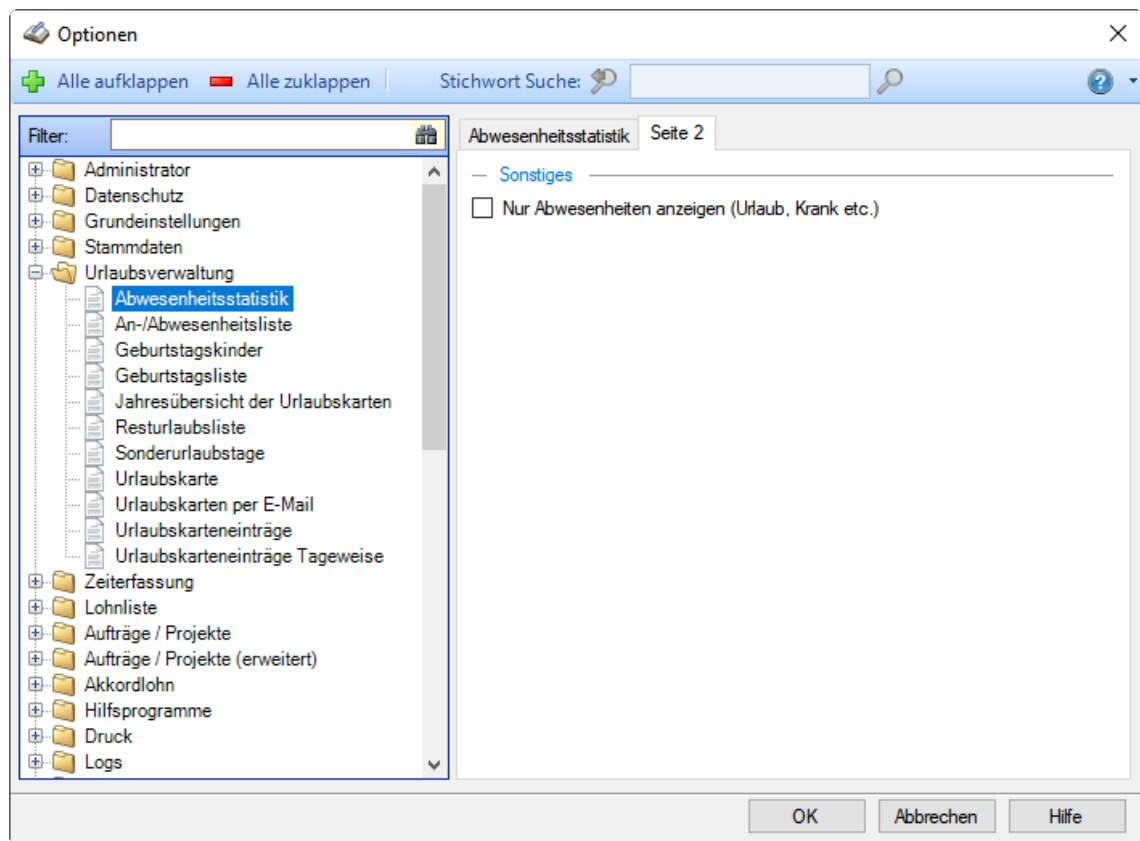 Optionen
Alle aufklappen Alle zuklappen Stichwort Suche:
Filter:
Administrator
Datenschutz
Grundeinstellungen
Stammdaten
Urlaubsverwaltung
Abwesenheitsstatistik
An-/Abwesenheitsliste
Geburtstagskinder
Geburtstagsliste
Jahresübersicht der Urlaubskarten
Resturlaubsliste
Sonderurlaubstage
Urlaubskarte
Urlaubskarten per E-Mail
Urlaubskarteneinträge
Urlaubskarteneinträge Tageweise
Zeiterfassung
Lohnliste
Aufträge / Projekte
Aufträge / Projekte (erweitert)
Akkordlohn
Hilfsprogramme
Druck
Logs
Abwesenheitsstatistik Seite 2
Sonstiges
Nur Abwesenheiten anzeigen (Urlaub, Krank etc.)
OK Abbrechen Hilfe